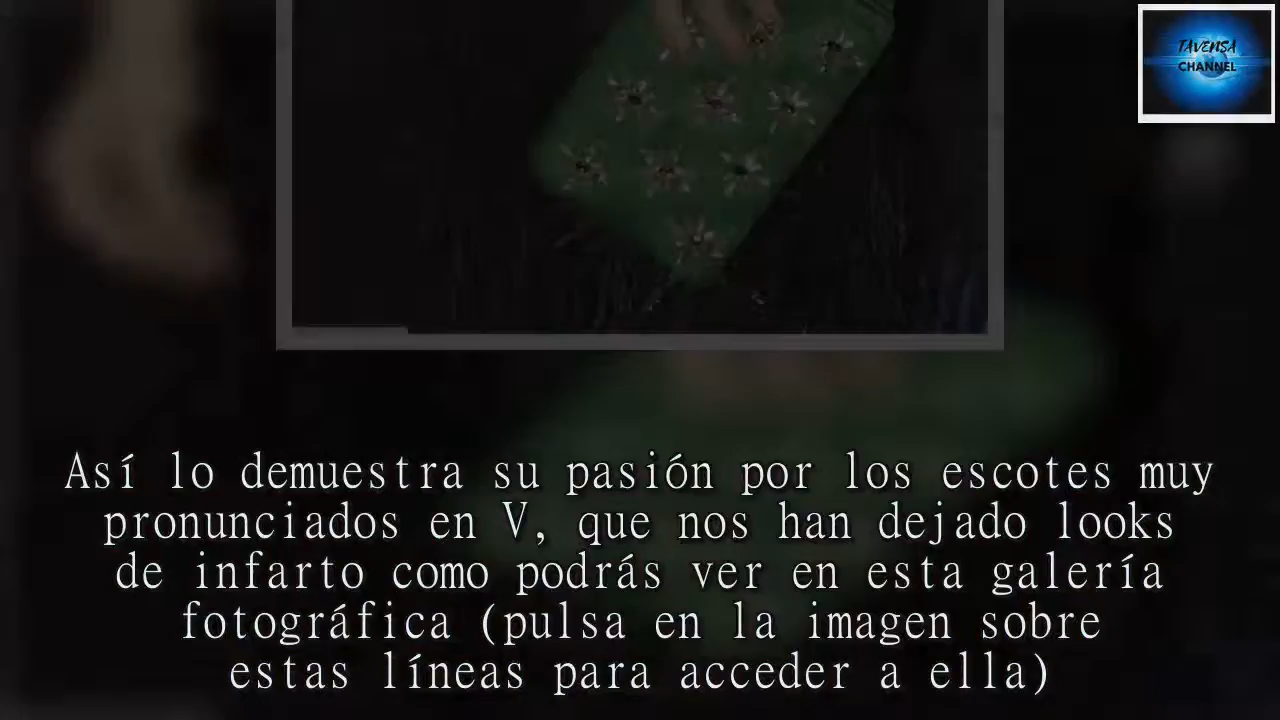 TAVENSA
CHANNEL
Así lo demuestra su pasión por los escotes muy
pronunciados en V, que nos han dejado looks
de infarto como podrás ver en esta galería
fotográfica (pulsa en la imagen sobre
estas líneas para acceder a ella)